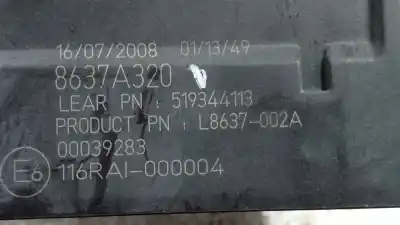 16/07/2008 01/13/49
8637A320
LEAR PN : 519344113
PRODUCT PN : L8637-002A
00039283
E6 116RAI-000004